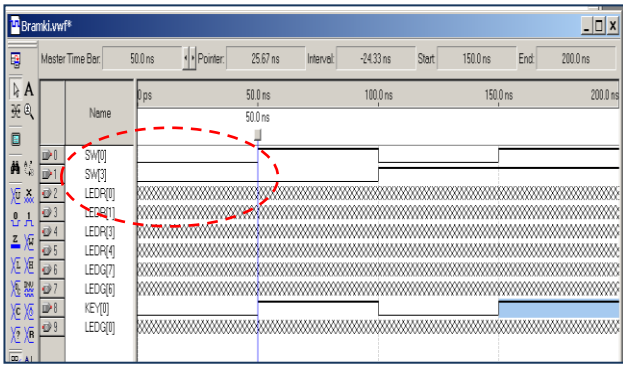 Bramki.vwf*
Master Time Bar: 50.0 ns Pointer: 25.67 ns Interval: -24.33 ns Start: 150.0 ns End: 200.0 ns
A
Name
0 ps 50.0 ns 100.0 ns 150.0 ns 200.0 ns
50.0 ns
0 SW[0]
1 SW[3]
2 LEDR[0]
3 LEDR[1]
4 LEDR[3]
5 LEDR[4]
6 LEDG[7]
7 LEDG[6]
8 KEY[0]
9 LEDG[0]